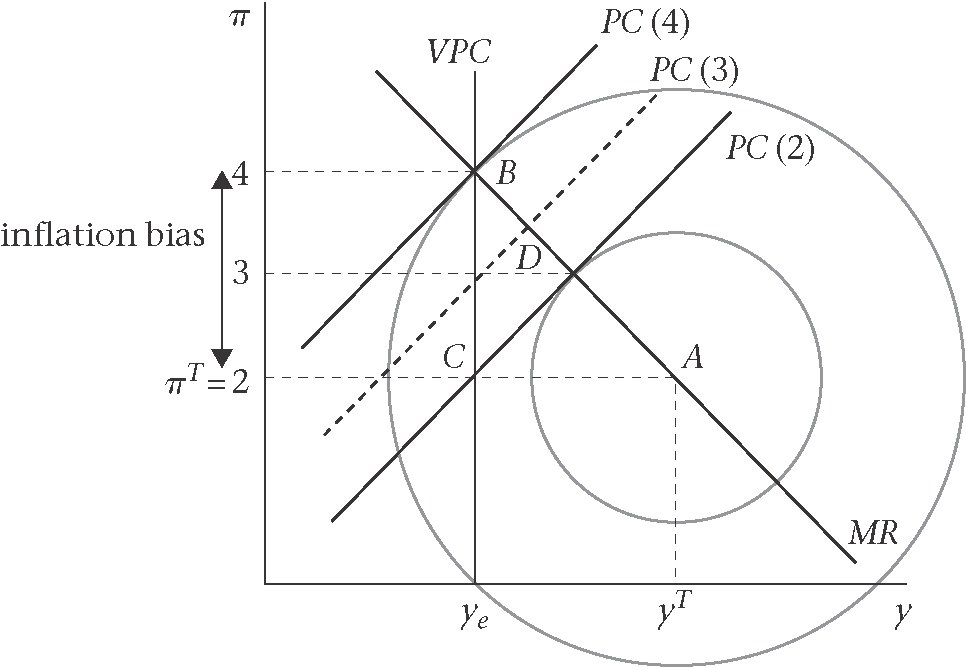 π
PC (4)
VPC
PC (3)
PC (2)
4
B
inflation bias
3
D
C
A
π^T = 2
MR
y_e
y^T
y